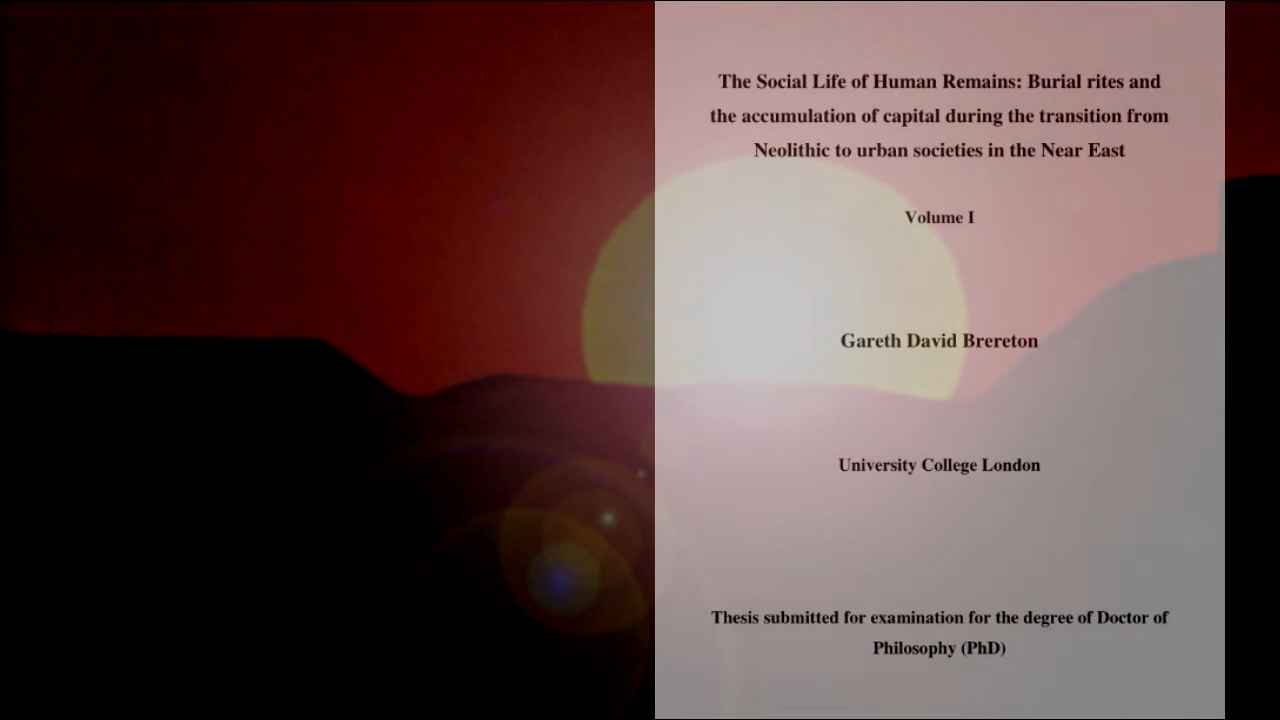 The Social Life of Human Remains: Burial rites and
the accumulation of capital during the transition from
Neolithic to urban societies in the Near East
Volume I
Gareth David Brereton
University College London
Thesis submitted for examination for the degree of Doctor of
Philosophy (PhD)